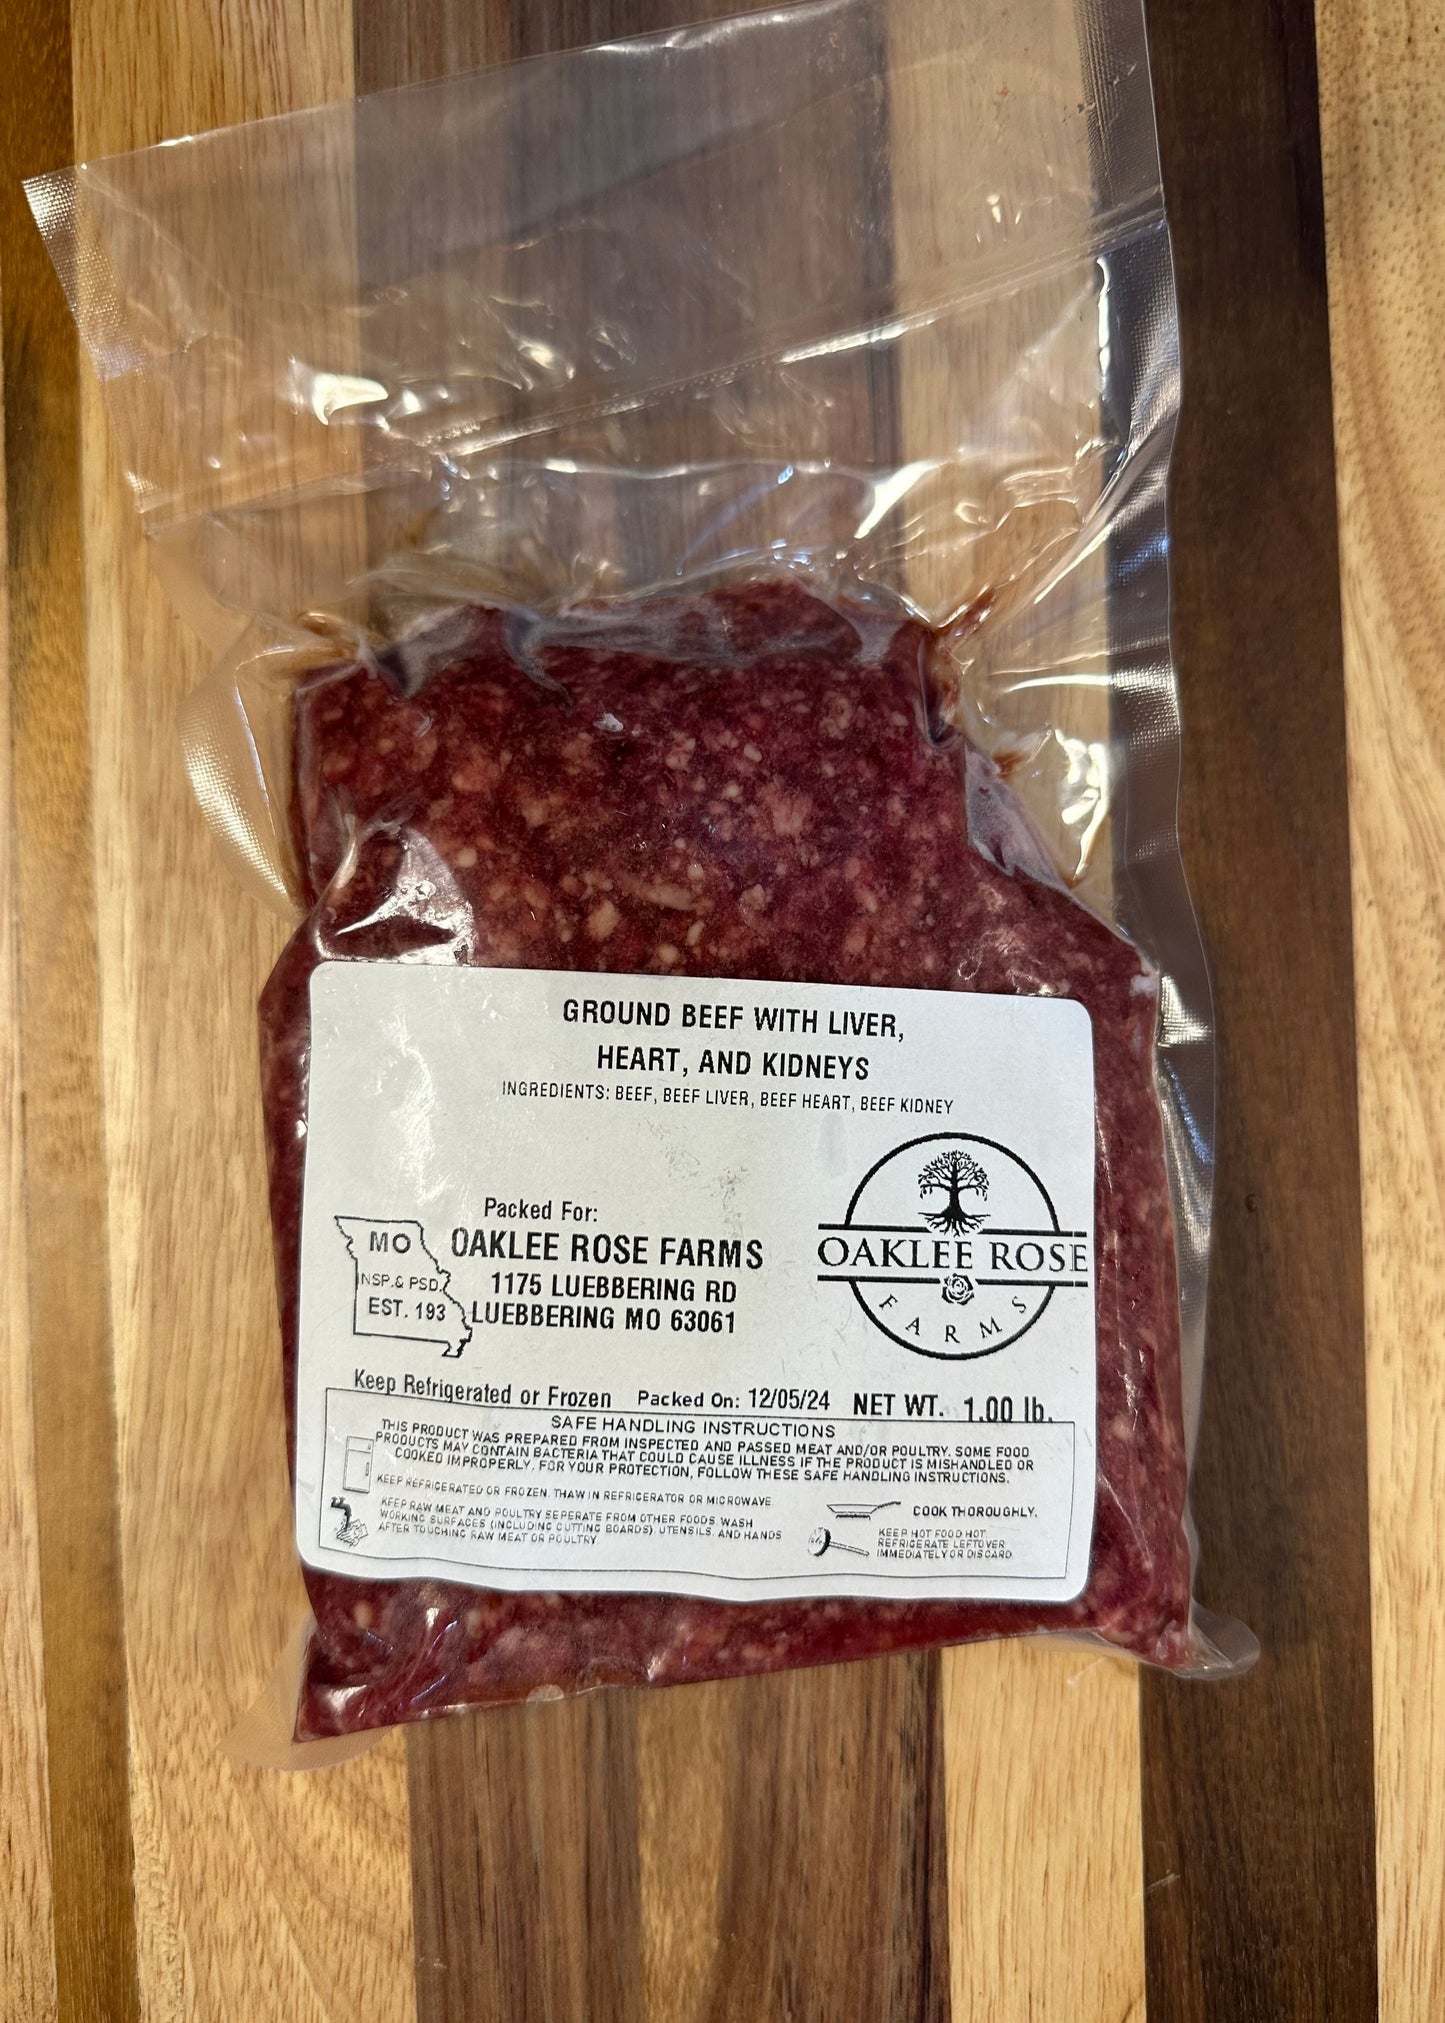 GROUND BEEF WITH LIVER,
HEART, AND KIDNEYS
INGREDIENTS: BEEF, BEEF LIVER, BEEF HEART, BEEF KIDNEY
Packed For:
OAKLEE ROSE FARMS
1175 LUEBBERING RD
LUEBBERING MO 63061
MO
INSP.& PSD.
EST. 193
OAKLEE ROSE
FARMS
Keep Refrigerated or Frozen Packed On: 12/05/24 NET WT. 1.00 lb.
SAFE HANDLING INSTRUCTIONS
THIS PRODUCT WAS PREPARED FROM INSPECTED AND PASSED MEAT AND/OR POULTRY. SOME FOOD
PRODUCTS MAY CONTAIN BACTERIA THAT COULD CAUSE ILLNESS IF THE PRODUCT IS MISHANDLED OR
COOKED IMPROPERLY. FOR YOUR PROTECTION, FOLLOW THESE SAFE HANDLING INSTRUCTIONS.
KEEP REFRIGERATED OR FROZEN. THAW IN REFRIGERATOR OR MICROWAVE.
KEEP RAW MEAT AND POULTRY SEPERATE FROM OTHER FOODS. WASH
WORKING SURFACES (INCLUDING CUTTING BOARDS), UTENSILS, AND HANDS
AFTER TOUCHING RAW MEAT OR POULTRY.
COOK THOROUGHLY.
KEEP HOT FOOD HOT.
REFRIGERATE LEFTOVER
IMMEDIATELY OR DISCARD.